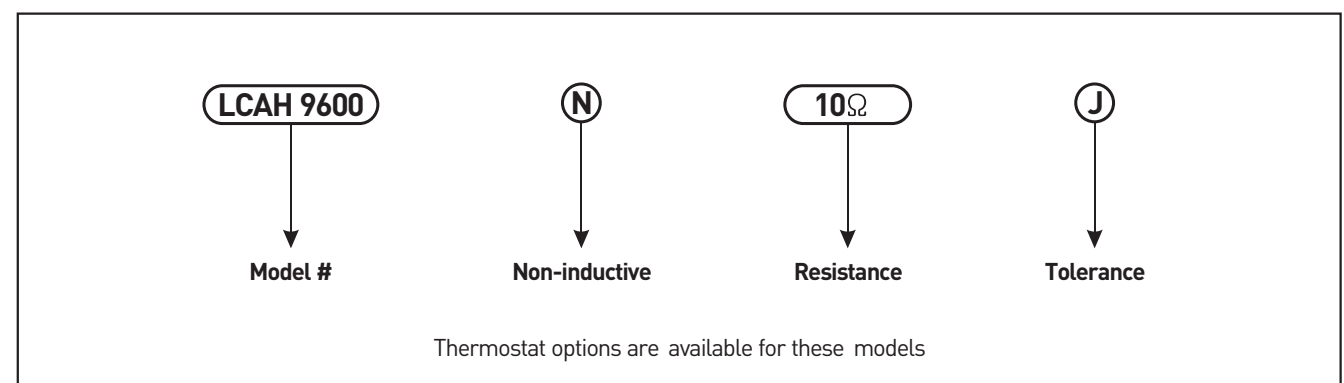 LCAH 9600 N 10Ω J
Model # Non-inductive Resistance Tolerance
Thermostat options are available for these models